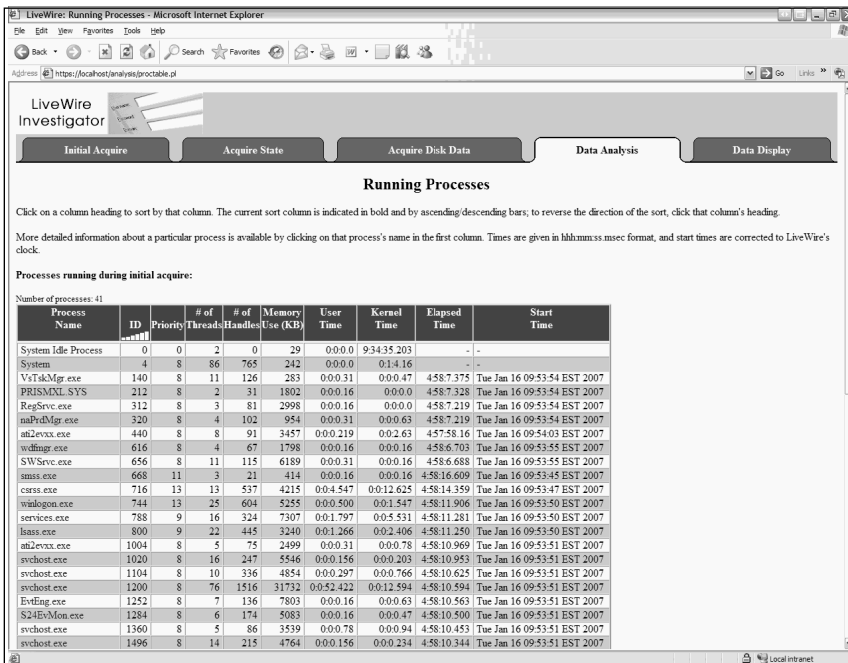 LiveWire: Running Processes - Microsoft Internet Explorer
File Edit View Favorites Tools Help
Back Search Favorites
Address https://localhost/analysis/proctable.pl Go Links »
LiveWire
Investigator
Initial Acquire Acquire State Acquire Disk Data Data Analysis Data Display
Running Processes
Click on a column heading to sort by that column. The current sort column is indicated in bold and by ascending/descending bars; to reverse the direction of the sort, click that column's heading.
More detailed information about a particular process is available by clicking on that process's name in the first column. Times are given in hhh:mm:ss.msec format, and start times are corrected to LiveWire's
clock.
Processes running during initial acquire:
Number of processes: 41
Process Name ID Priority # of Threads # of Handles Memory Use (KB) User Time Kernel Time Elapsed Time Start Time
System Idle Process 0 0 2 0 29 0:0:0.0 9:34:35.203 - -
System 4 8 86 765 242 0:0:0.0 0:1:4.16 - -
VsTskMgr.exe 140 8 11 126 283 0:0:0.31 0:0:0.47 4:58:7.375 Tue Jan 16 09:53:54 EST 2007
PRISMXL.SYS 212 8 2 31 1802 0:0:0.16 0:0:0.0 4:58:7.328 Tue Jan 16 09:53:54 EST 2007
RegSrvc.exe 312 8 3 81 2998 0:0:0.16 0:0:0.0 4:58:7.219 Tue Jan 16 09:53:54 EST 2007
naPrdMgr.exe 320 8 4 102 954 0:0:0.31 0:0:0.63 4:58:7.219 Tue Jan 16 09:53:54 EST 2007
ati2evxx.exe 440 8 8 91 3457 0:0:0.219 0:0:2.63 4:57:58.16 Tue Jan 16 09:54:03 EST 2007
wdfmgr.exe 616 8 4 67 1798 0:0:0.16 0:0:0.16 4:58:6.703 Tue Jan 16 09:53:55 EST 2007
SWSrvc.exe 656 8 11 115 6189 0:0:0.31 0:0:0.16 4:58:6.688 Tue Jan 16 09:53:55 EST 2007
smss.exe 668 11 3 21 414 0:0:0.16 0:0:0.16 4:58:16.609 Tue Jan 16 09:53:45 EST 2007
csrss.exe 716 13 13 537 4215 0:0:4.547 0:0:12.625 4:58:14.359 Tue Jan 16 09:53:47 EST 2007
winlogon.exe 744 13 25 604 5255 0:0:0.500 0:0:1.547 4:58:11.906 Tue Jan 16 09:53:50 EST 2007
services.exe 788 9 16 324 7307 0:0:1.797 0:0:5.531 4:58:11.281 Tue Jan 16 09:53:50 EST 2007
lsass.exe 800 9 22 445 3240 0:0:1.266 0:0:2.406 4:58:11.250 Tue Jan 16 09:53:50 EST 2007
ati2evxx.exe 1004 8 5 75 2499 0:0:0.31 0:0:0.78 4:58:10.969 Tue Jan 16 09:53:51 EST 2007
svchost.exe 1020 8 16 247 5546 0:0:0.156 0:0:0.203 4:58:10.953 Tue Jan 16 09:53:51 EST 2007
svchost.exe 1104 8 10 336 4854 0:0:0.297 0:0:0.766 4:58:10.625 Tue Jan 16 09:53:51 EST 2007
svchost.exe 1200 8 76 1516 31732 0:0:52.422 0:0:12.594 4:58:10.594 Tue Jan 16 09:53:51 EST 2007
EvtEng.exe 1252 8 7 136 7803 0:0:0.16 0:0:0.63 4:58:10.563 Tue Jan 16 09:53:51 EST 2007
S24EvMon.exe 1284 8 6 174 5083 0:0:0.16 0:0:0.47 4:58:10.500 Tue Jan 16 09:53:51 EST 2007
svchost.exe 1360 8 5 86 3539 0:0:0.78 0:0:0.94 4:58:10.453 Tue Jan 16 09:53:51 EST 2007
svchost.exe 1496 8 14 215 4764 0:0:0.156 0:0:0.234 4:58:10.344 Tue Jan 16 09:53:51 EST 2007
Local intranet